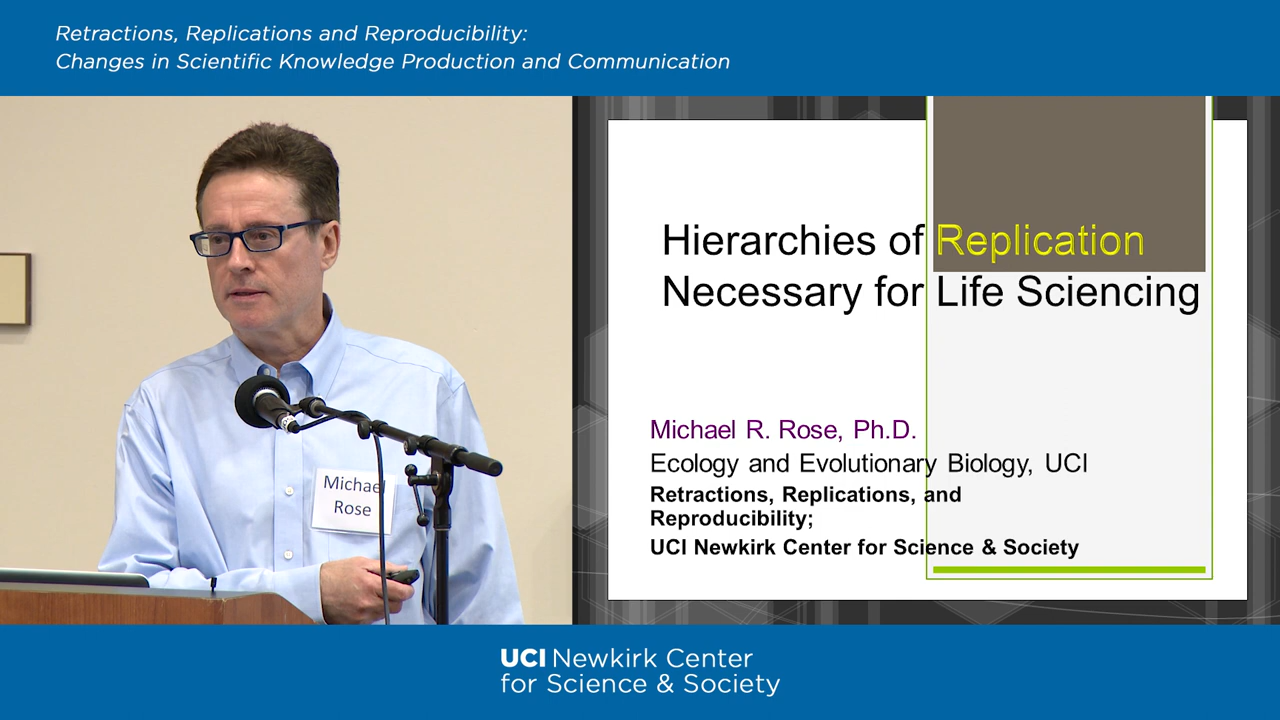 Retractions, Replications and Reproducibility:
Changes in Scientific Knowledge Production and Communication
Hierarchies of Replication
Necessary for Life Sciencing
Michael R. Rose, Ph.D.
Ecology and Evolutionary Biology, UCI
Retractions, Replications, and
Reproducibility;
UCI Newkirk Center for Science & Society
Michael
Rose
UCI Newkirk Center
for Science & Society